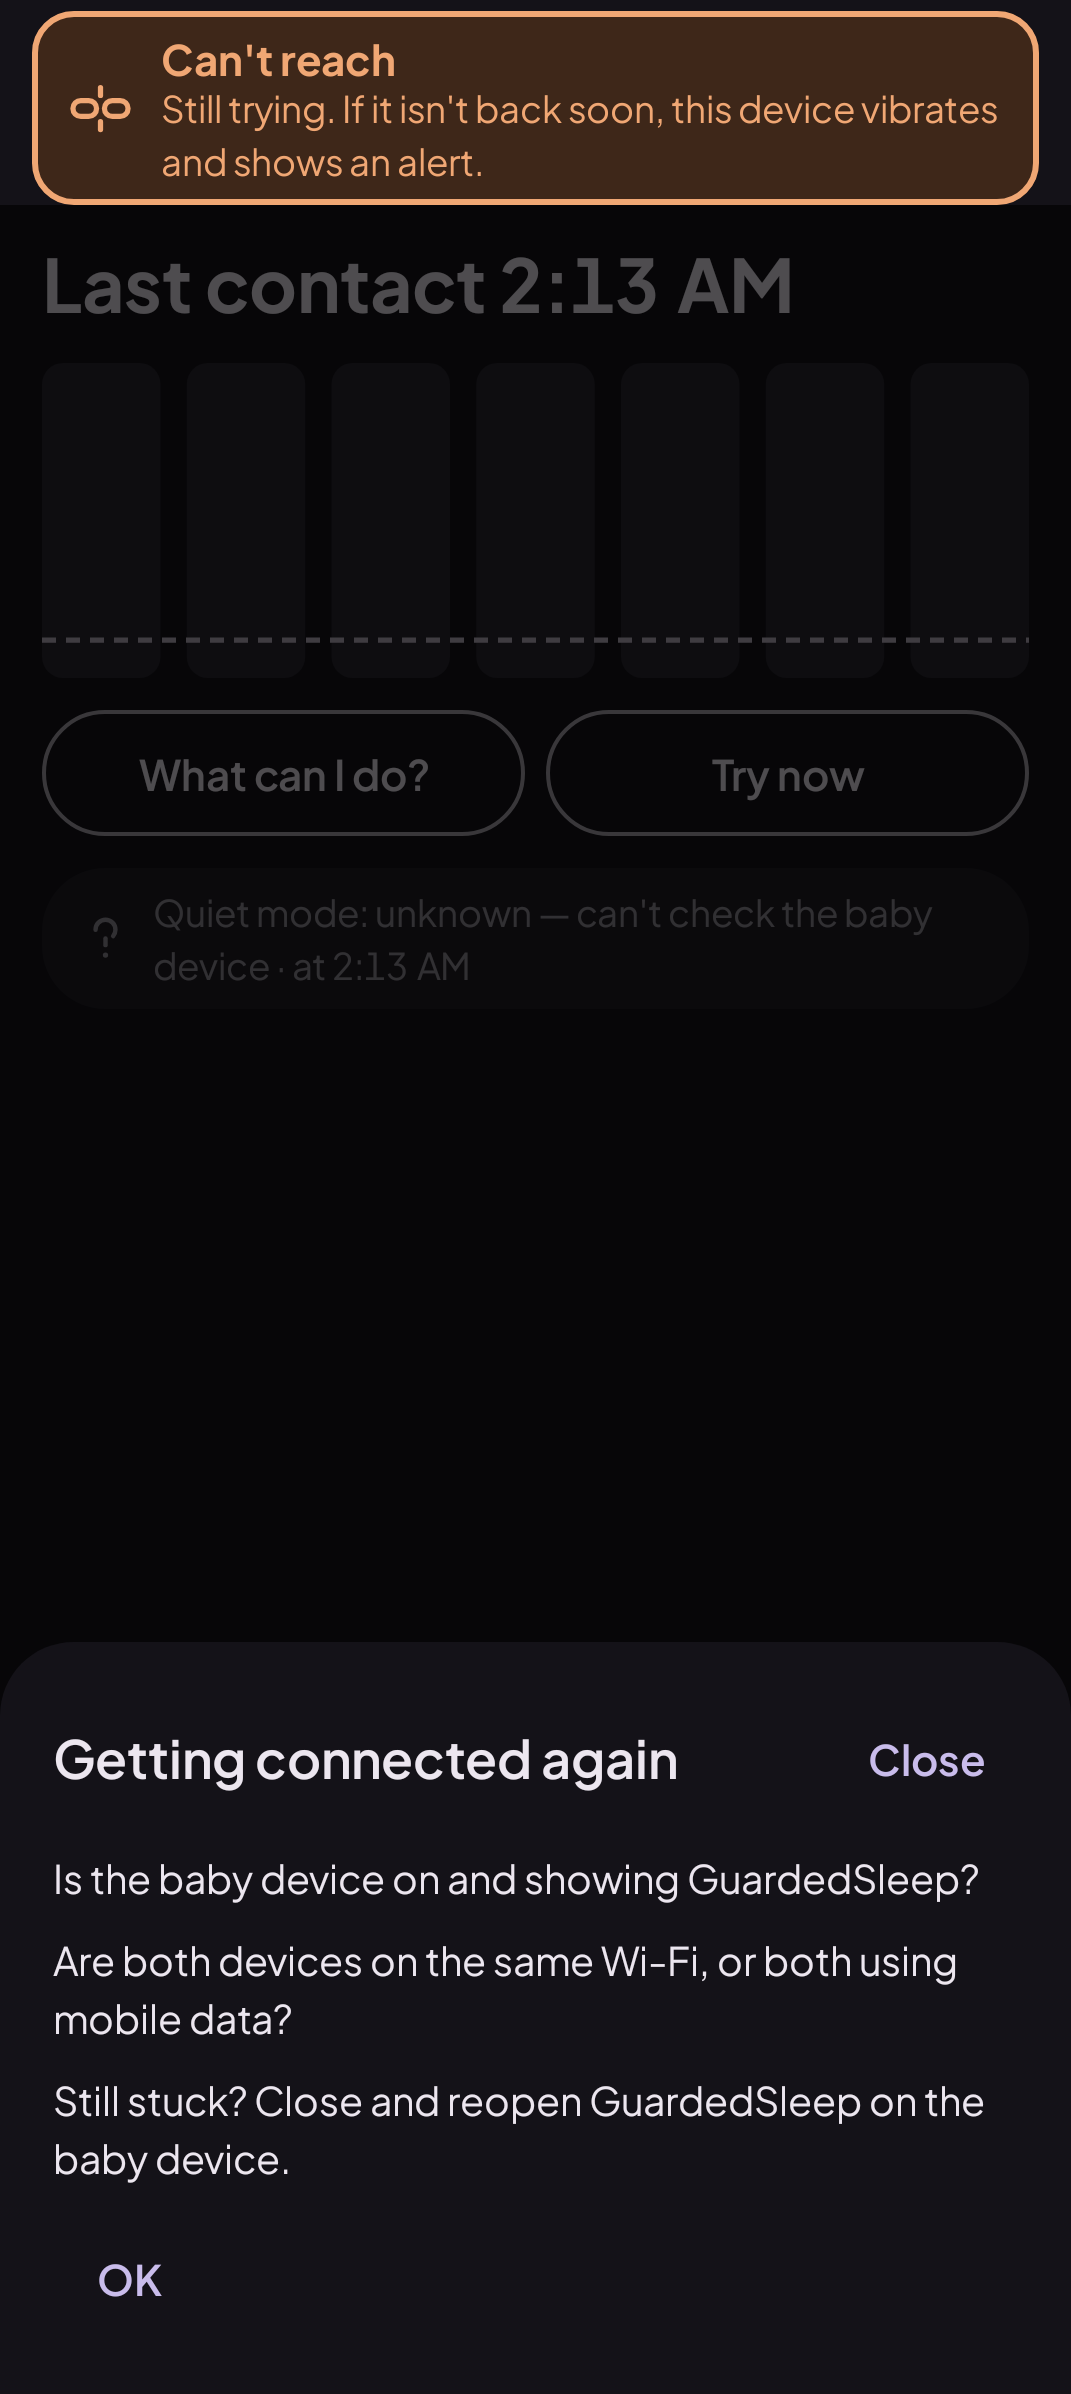 Can't reach
Still trying. If it isn't back soon, this device vibrates
and shows an alert.
Last contact 2:13 AM
What can I do?
Try now
Quiet mode: unknown — can't check the baby
device · at 2:13 AM
Getting connected again
Close
Is the baby device on and showing GuardedSleep?
Are both devices on the same Wi-Fi, or both using
mobile data?
Still stuck? Close and reopen GuardedSleep on the
baby device.
OK